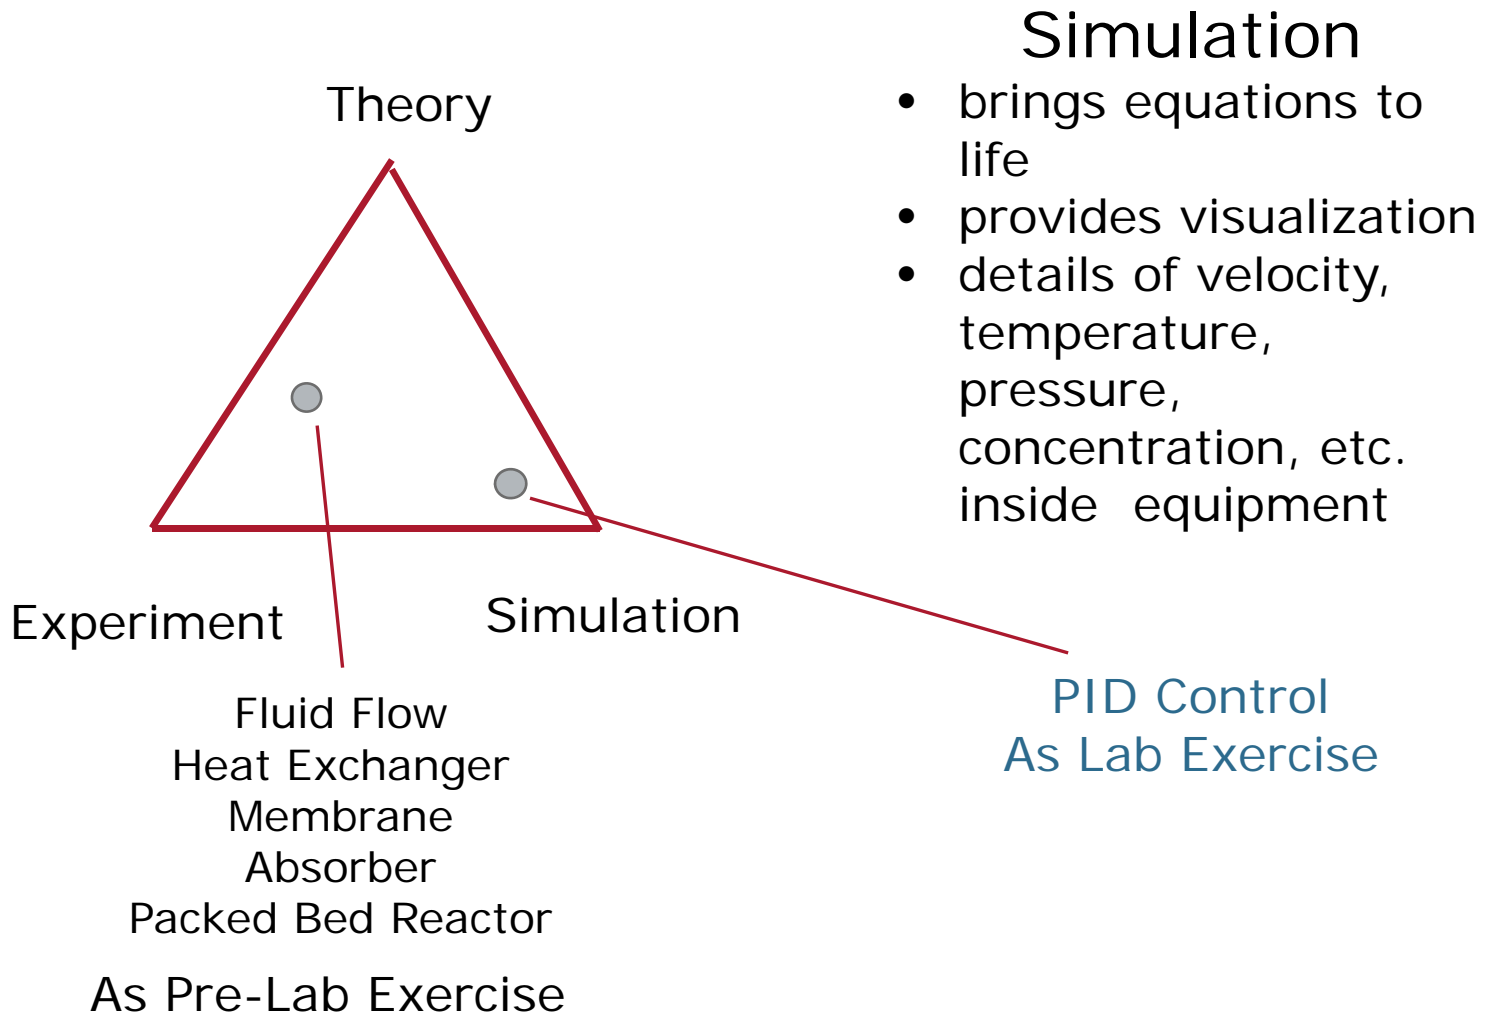 Theory
Experiment
Simulation
Fluid Flow
Heat Exchanger
Membrane
Absorber
Packed Bed Reactor
As Pre-Lab Exercise
Simulation
• brings equations to
life
• provides visualization
• details of velocity,
temperature,
pressure,
concentration, etc.
inside equipment
PID Control
As Lab Exercise